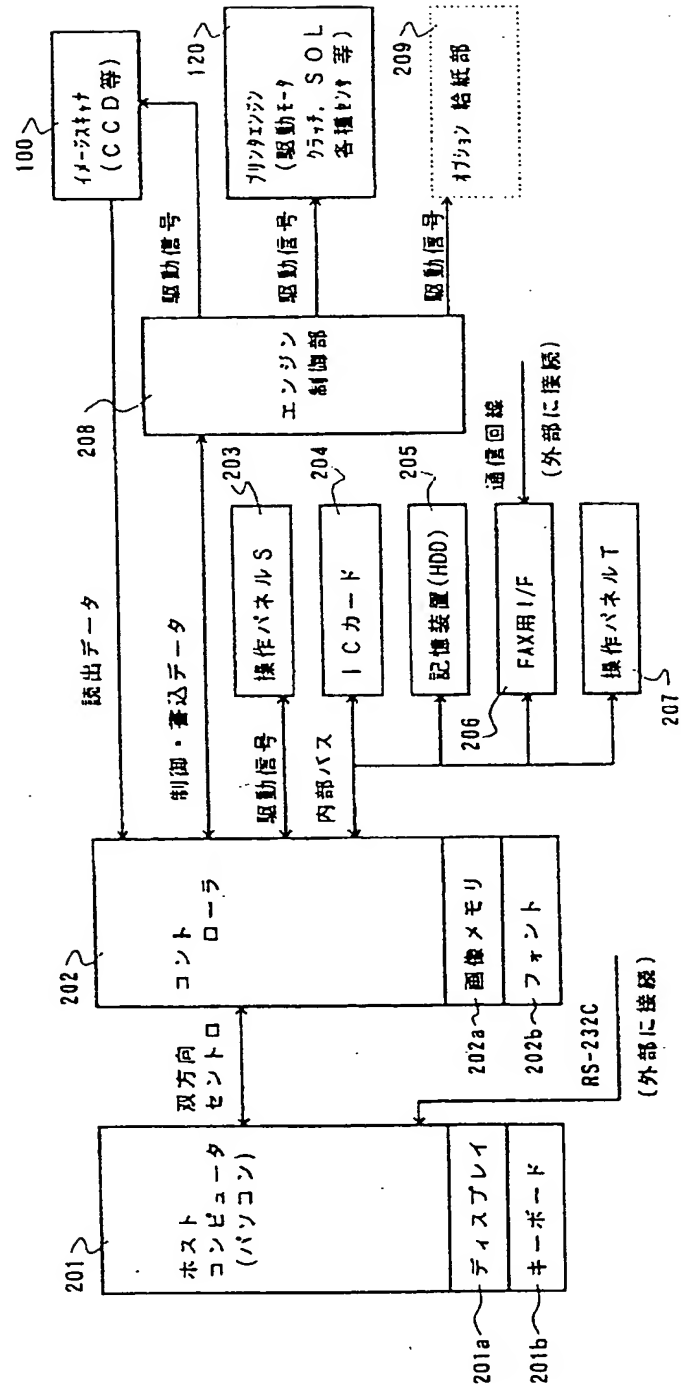 201
ホスト
コンピュータ
(パソコン)
201a
ディスプレイ
201b
キーボード
双方向
セントロ
RS-232C
(外部に接続)
202
コント
ローラ
202a
画像メモリ
202b
フォント
読出データ
制御・書込データ
駆動信号
内部バス
203
操作パネルS
204
ICカード
205
記憶装置(HDD)
206
FAX用I/F
207
操作パネルT
通信回線
(外部に接続)
208
エンジン
制御部
駆動信号
駆動信号
駆動信号
100
イメージスキャナ
(CCD等)
120
プリンタエンジン
(駆動モータ
クラッチ, SOL
各種センサ等)
209
オプション給紙部